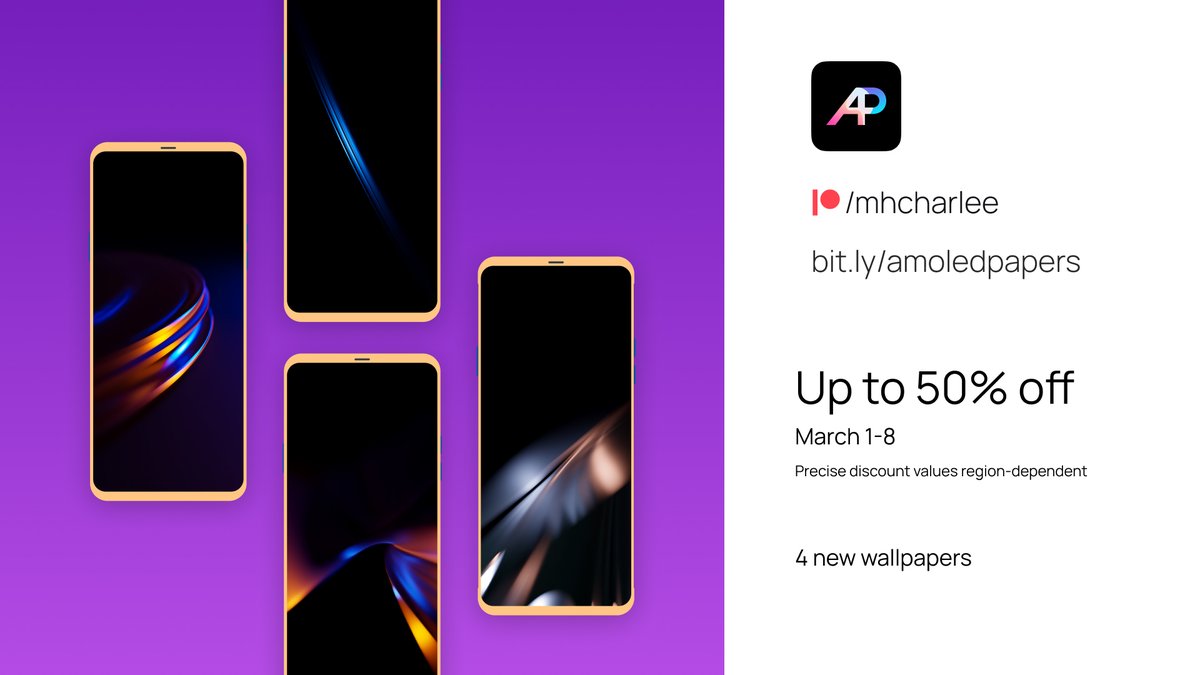 AP
/mhcharlee
bit.ly/amoledpapers
Up to 50% off
March 1-8
Precise discount values region-dependent
4 new wallpapers